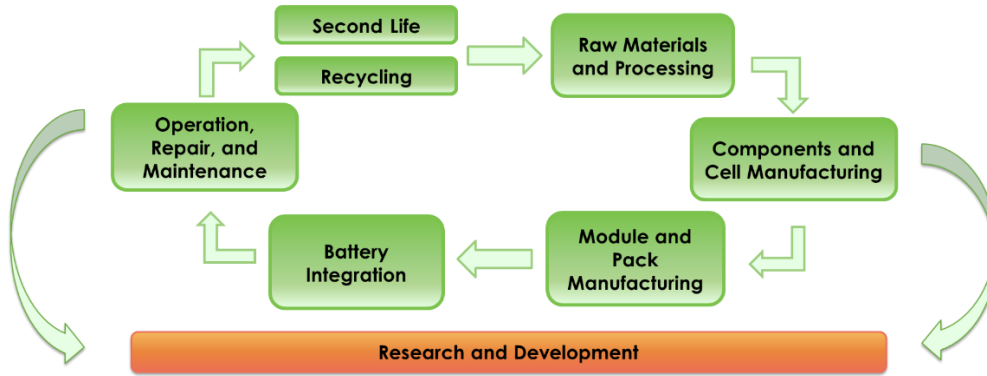 Second Life
Recycling
Raw Materials
and Processing
Operation,
Repair, and
Maintenance
Components and
Cell Manufacturing
Battery
Integration
Module and
Pack
Manufacturing
Research and Development